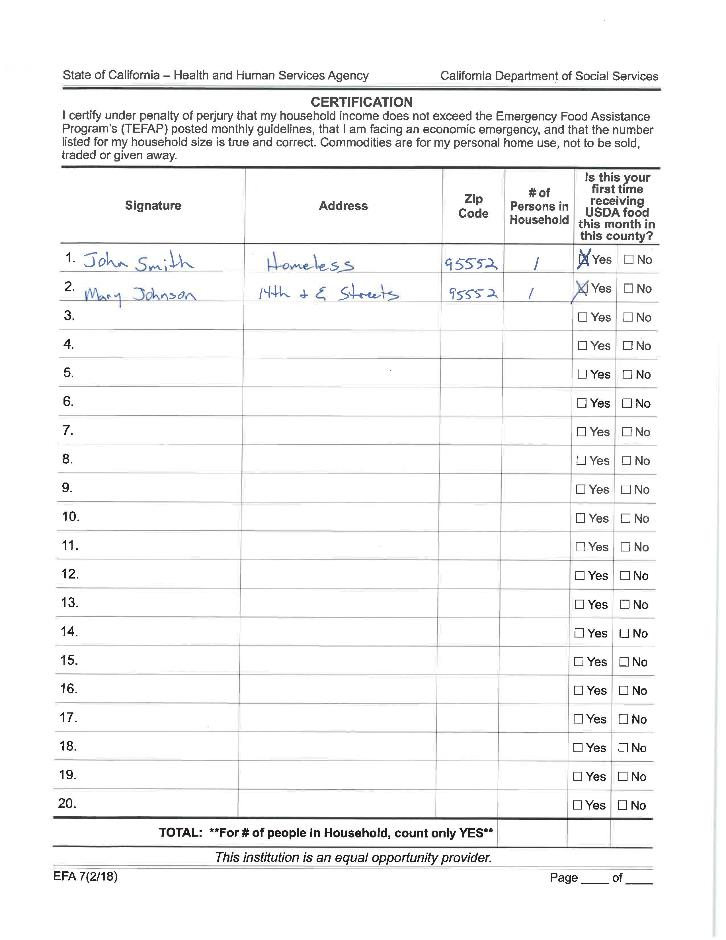 State of California – Health and Human Services Agency California Department of Social Services
CERTIFICATION
I certify under penalty of perjury that my household income does not exceed the Emergency Food Assistance
Program's (TEFAP) posted monthly guidelines, that I am facing an economic emergency, and that the number
listed for my household size is true and correct. Commodities are for my personal home use, not to be sold,
traded or given away.
Signature Address Zip Code # of Persons in Household Is this your first time receiving USDA food this month in this county?
1. John Smith Homeless 95552 1 ☒ Yes ☐ No
2. Mary Johnson 14th & E Streets 95552 1 ☒ Yes ☐ No
3. ☐ Yes ☐ No
4. ☐ Yes ☐ No
5. ☐ Yes ☐ No
6. ☐ Yes ☐ No
7. ☐ Yes ☐ No
8. ☐ Yes ☐ No
9. ☐ Yes ☐ No
10. ☐ Yes ☐ No
11. ☐ Yes ☐ No
12. ☐ Yes ☐ No
13. ☐ Yes ☐ No
14. ☐ Yes ☐ No
15. ☐ Yes ☐ No
16. ☐ Yes ☐ No
17. ☐ Yes ☐ No
18. ☐ Yes ☐ No
19. ☐ Yes ☐ No
20. ☐ Yes ☐ No
TOTAL: **For # of people in Household, count only YES**
This institution is an equal opportunity provider.
EFA 7(2/18) Page ____ of ____